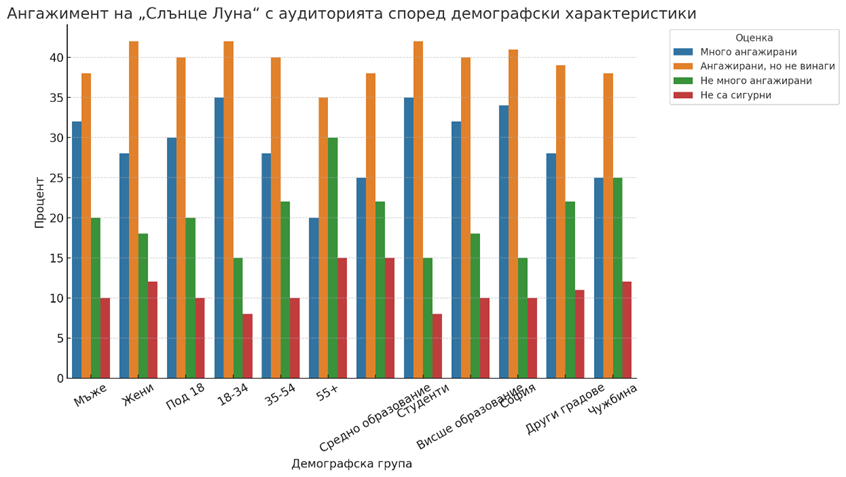 Ангажимент на „Слънце Луна“ с аудиторията според демографски характеристики
Оценка
Много ангажирани
Ангажирани, но не винаги
Не много ангажирани
Не са сигурни
Процент
40
35
30
25
20
15
10
5
0
Мъже
Жени
Под 18
18-34
35-54
55+
Средно образование
Студенти
Висше образование
София
Други градове
Чужбина
Демографска група